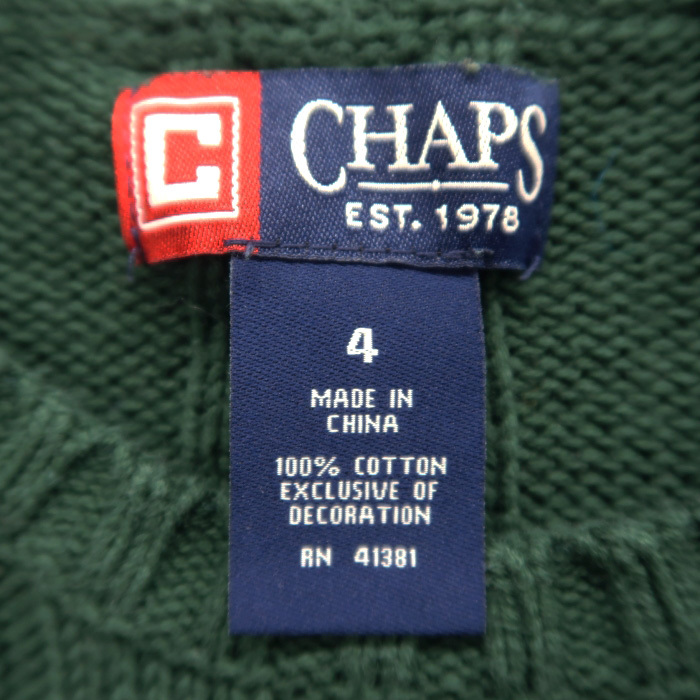 C
CHAPS
EST. 1978
4
MADE IN
CHINA
100% COTTON
EXCLUSIVE OF
DECORATION
RN 41381